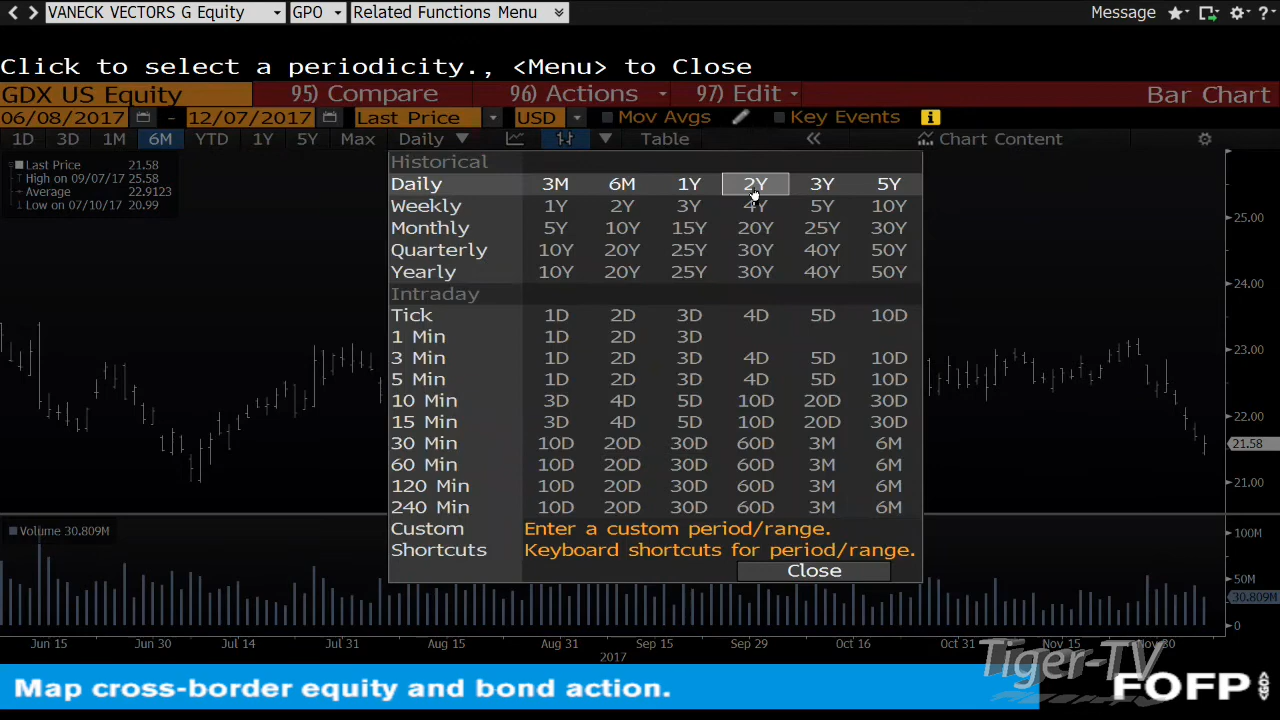 VANECK VECTORS G Equity GPO Related Functions Menu Message ?
Click to select a periodicity., <Menu> to Close
GDX US Equity 95) Compare 96) Actions 97) Edit Bar Chart
06/08/2017 - 12/07/2017 Last Price USD Mov Avgs Key Events i
1D 3D 1M 6M YTD 1Y 5Y Max Daily Table « Chart Content
Last Price 21.58
High on 09/07/17 25.58
Average 22.9123
Low on 07/10/17 20.99
Historical
Daily 3M 6M 1Y 2Y 3Y 5Y
Weekly 1Y 2Y 3Y 4Y 5Y 10Y
Monthly 5Y 10Y 15Y 20Y 25Y 30Y
Quarterly 10Y 20Y 25Y 30Y 40Y 50Y
Yearly 10Y 20Y 25Y 30Y 40Y 50Y
Intraday
Tick 1D 2D 3D 4D 5D 10D
1 Min 1D 2D 3D
3 Min 1D 2D 3D 4D 5D 10D
5 Min 1D 2D 3D 4D 5D 10D
10 Min 3D 4D 5D 10D 20D 30D
15 Min 3D 4D 5D 10D 20D 30D
30 Min 10D 20D 30D 60D 3M 6M
60 Min 10D 20D 30D 60D 3M 6M
120 Min 10D 20D 30D 60D 3M 6M
240 Min 10D 20D 30D 60D 3M 6M
Custom Enter a custom period/range.
Shortcuts Keyboard shortcuts for period/range.
Close
25.00
24.00
23.00
22.00
21.58
21.00
Volume 30.809M
100M
50M
30.809M
0
Jun 15 Jun 30 Jul 14 Jul 31 Aug 15 Aug 31 Sep 15 Sep 29 Oct 16 Oct 31 Nov 15 Nov 30
2017
Tiger-TV
Map cross-border equity and bond action. FOFP